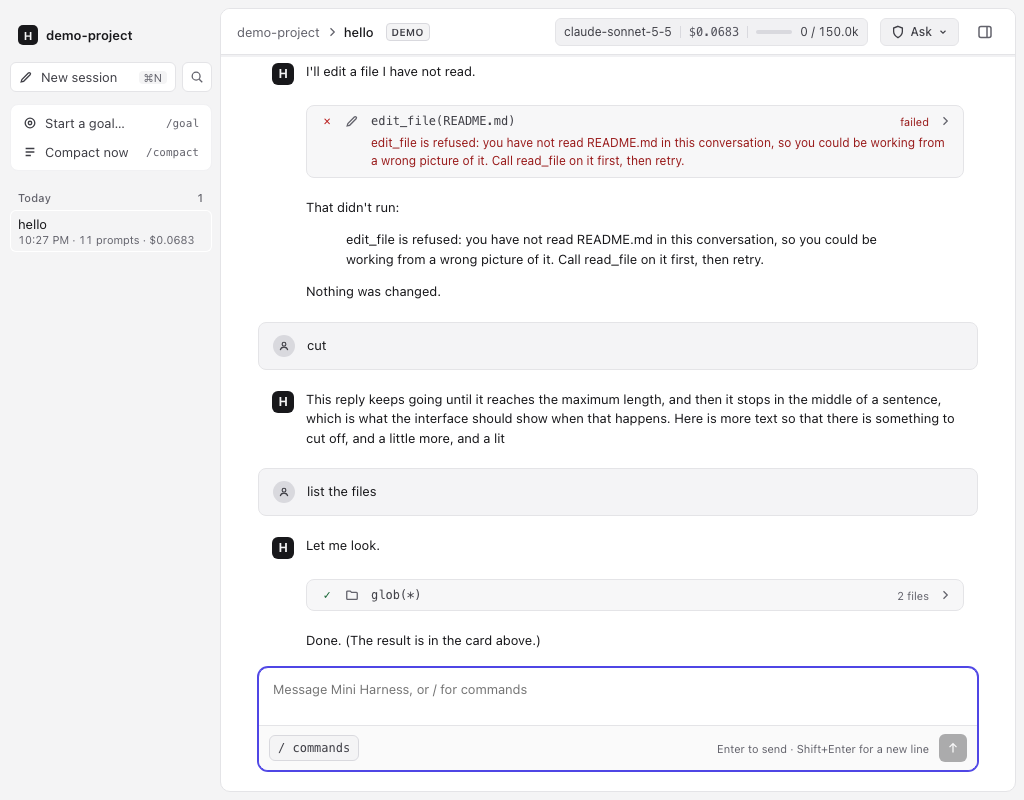 H demo-project
New session ⌘N
Start a goal... /goal
Compact now /compact
Today 1
hello
10:27 PM · 11 prompts · $0.0683
demo-project > hello DEMO
claude-sonnet-5-5 $0.0683 0 / 150.0k
Ask
H I'll edit a file I have not read.
× edit_file(README.md) failed >
edit_file is refused: you have not read README.md in this conversation, so you could be working from
a wrong picture of it. Call read_file on it first, then retry.
That didn't run:
edit_file is refused: you have not read README.md in this conversation, so you could be
working from a wrong picture of it. Call read_file on it first, then retry.
Nothing was changed.
cut
H This reply keeps going until it reaches the maximum length, and then it stops in the middle of a sentence,
which is what the interface should show when that happens. Here is more text so that there is something to
cut off, and a little more, and a lit
list the files
H Let me look.
✓ glob(*) 2 files >
Done. (The result is in the card above.)
Message Mini Harness, or / for commands
/ commands
Enter to send · Shift+Enter for a new line